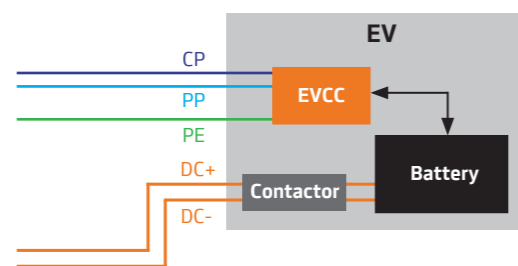 EV
CP
EVCC
PP
PE
DC+
Contactor
Battery
DC-